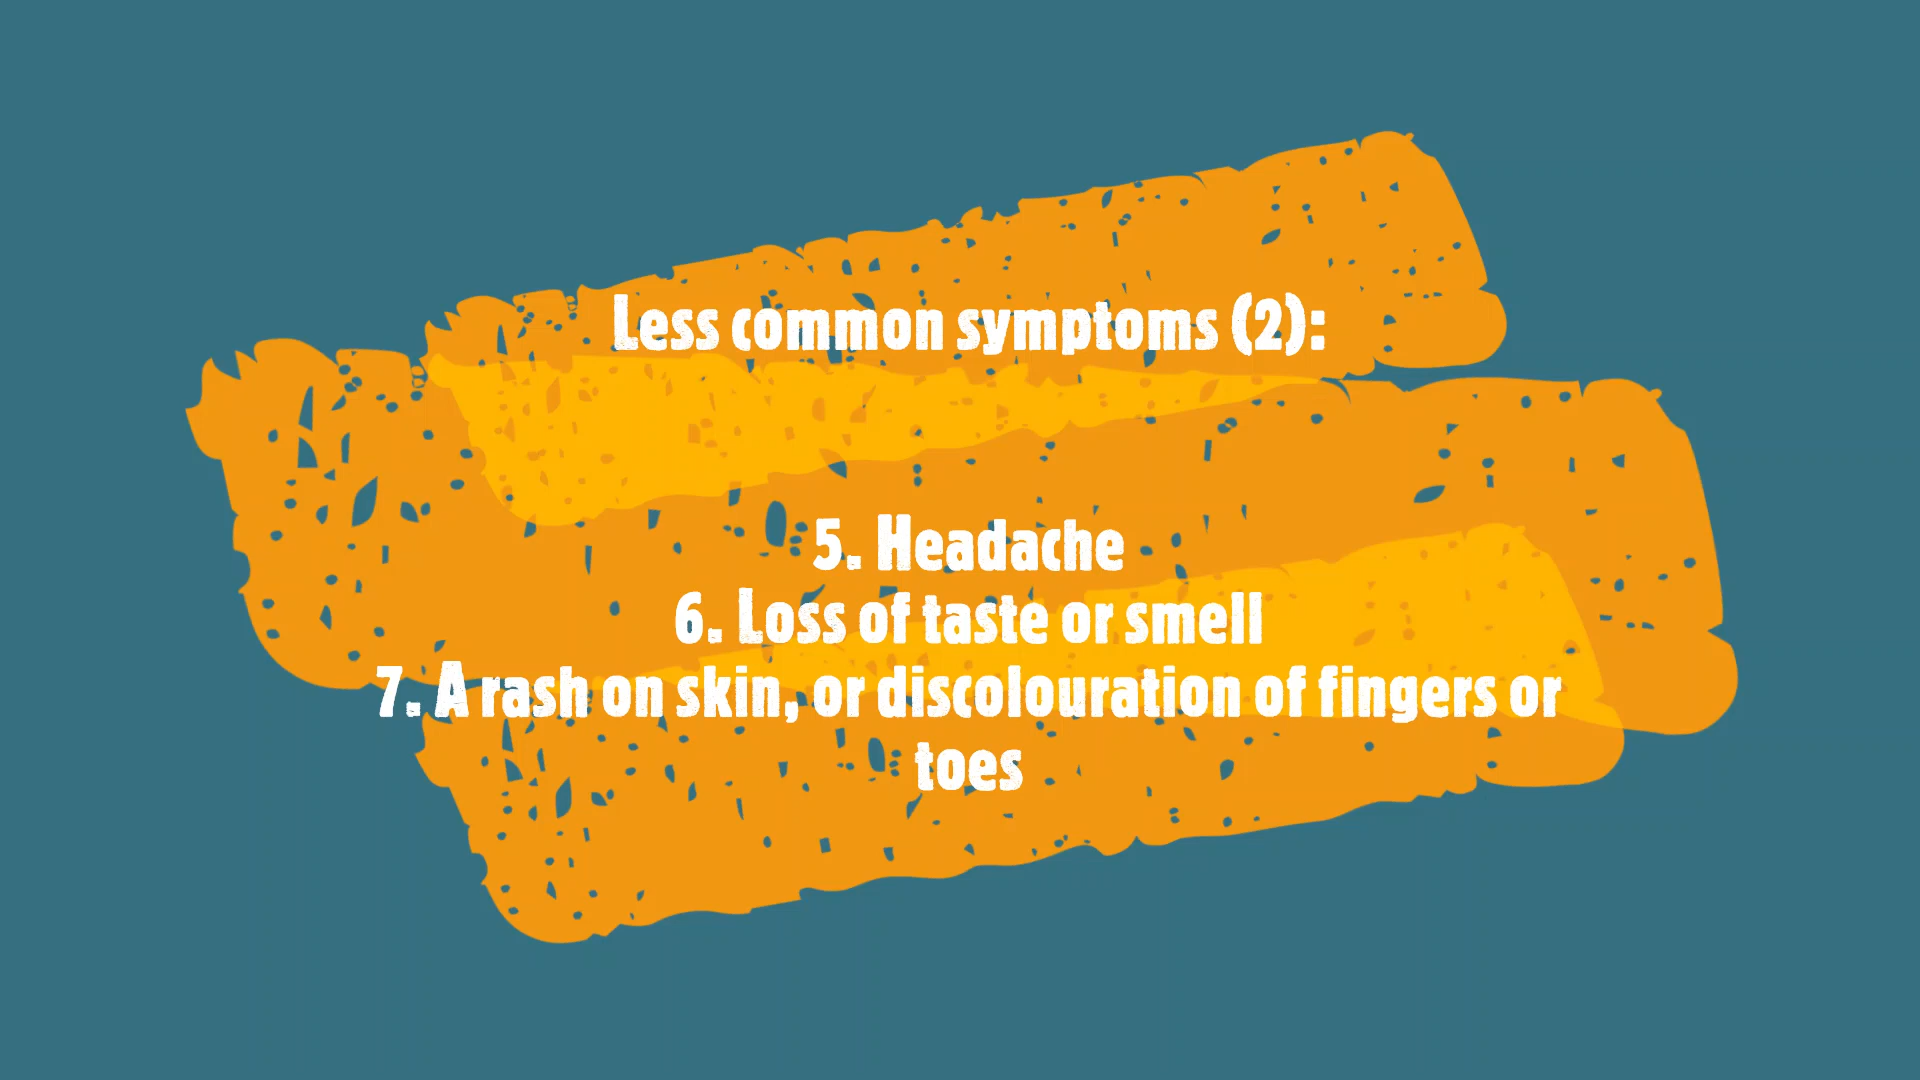 Less common symptoms (2):
5. Headache
6. Loss of taste or smell
7. A rash on skin, or discolouration of fingers or
toes